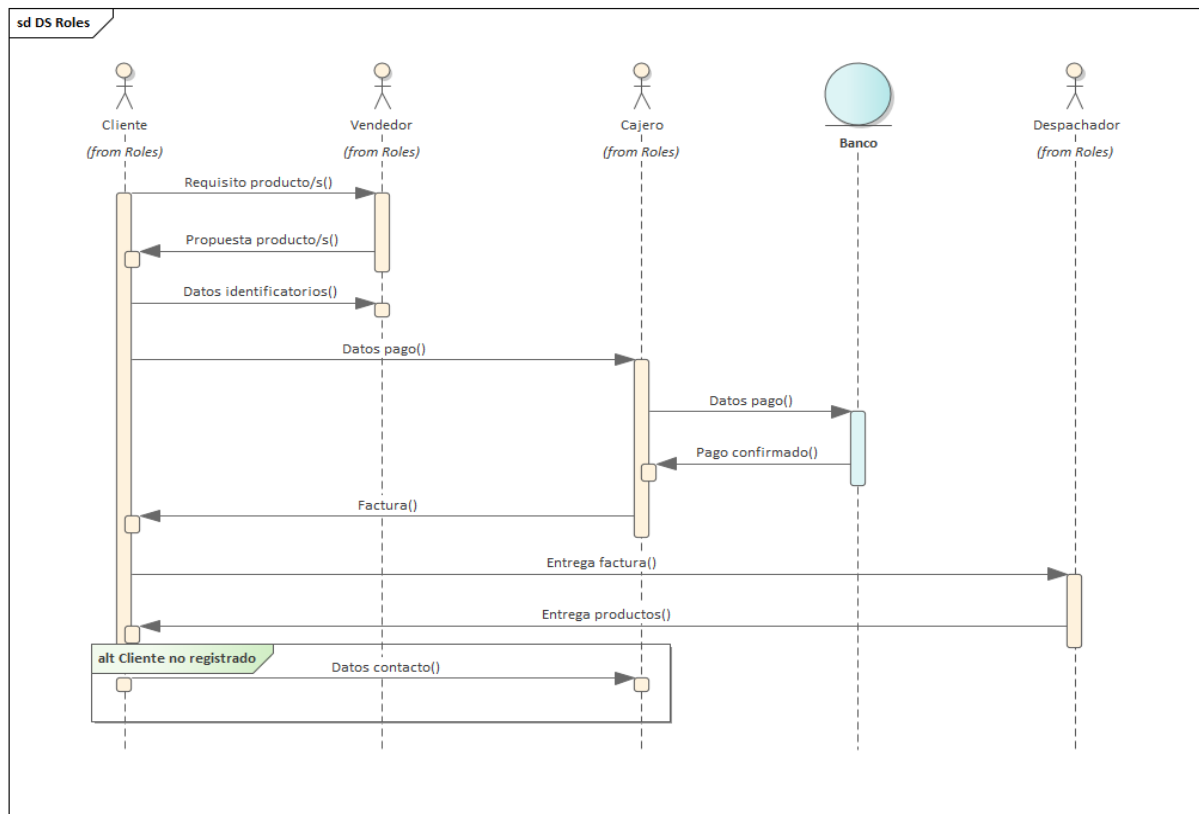 sd DS Roles
Cliente
(from Roles)
Vendedor
(from Roles)
Cajero
(from Roles)
Banco
Despachador
(from Roles)
Requisito producto/s()
Propuesta producto/s()
Datos identificatorios()
Datos pago()
Datos pago()
Pago confirmado()
Factura()
Entrega factura()
Entrega productos()
alt Cliente no registrado
Datos contacto()